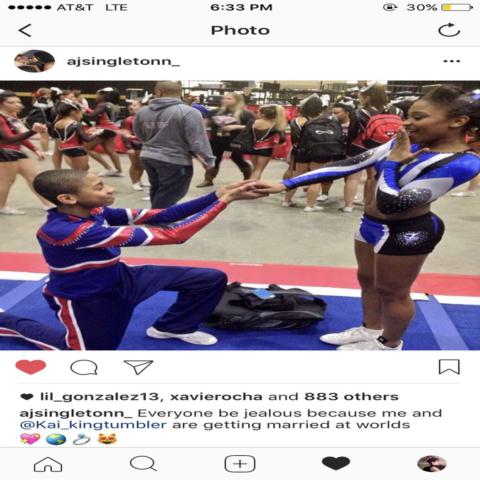 AT&T LTE 6:33 PM 30%
Photo
ajsingletonn_
lil_gonzalez13, xavierocha and 883 others
ajsingletonn_ Everyone be jealous because me and
@Kai_kingtumbler are getting married at worlds
💖🌎💍😻